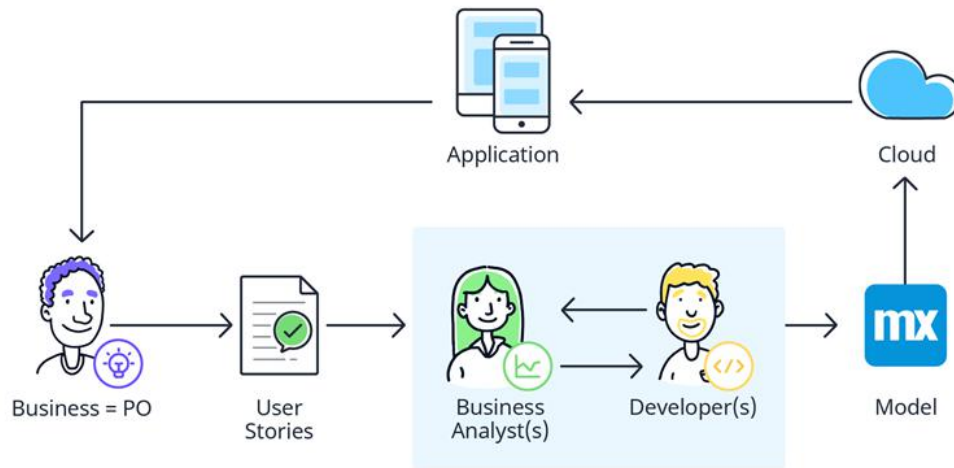 Application
Cloud
mx
</>
Business = PO
User
Stories
Business
Analyst(s)
Developer(s)
Model